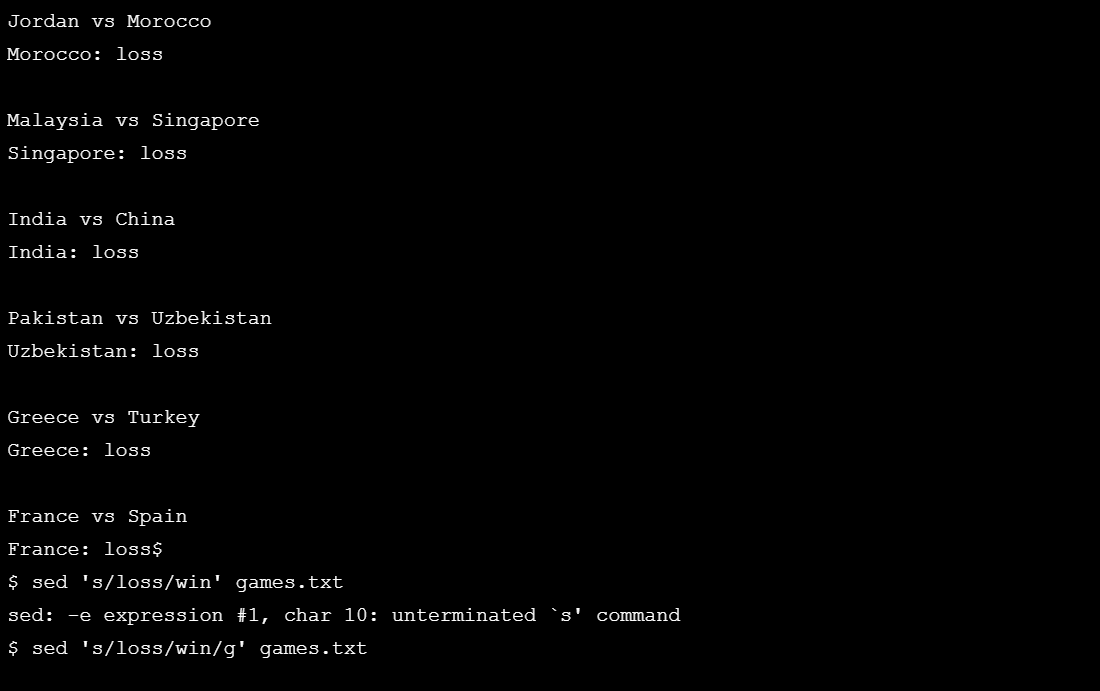 Jordan vs Morocco
Morocco: loss
Malaysia vs Singapore
Singapore: loss
India vs China
India: loss
Pakistan vs Uzbekistan
Uzbekistan: loss
Greece vs Turkey
Greece: loss
France vs Spain
France: loss$
$ sed 's/loss/win' games.txt
sed: -e expression #1, char 10: unterminated `s' command
$ sed 's/loss/win/g' games.txt